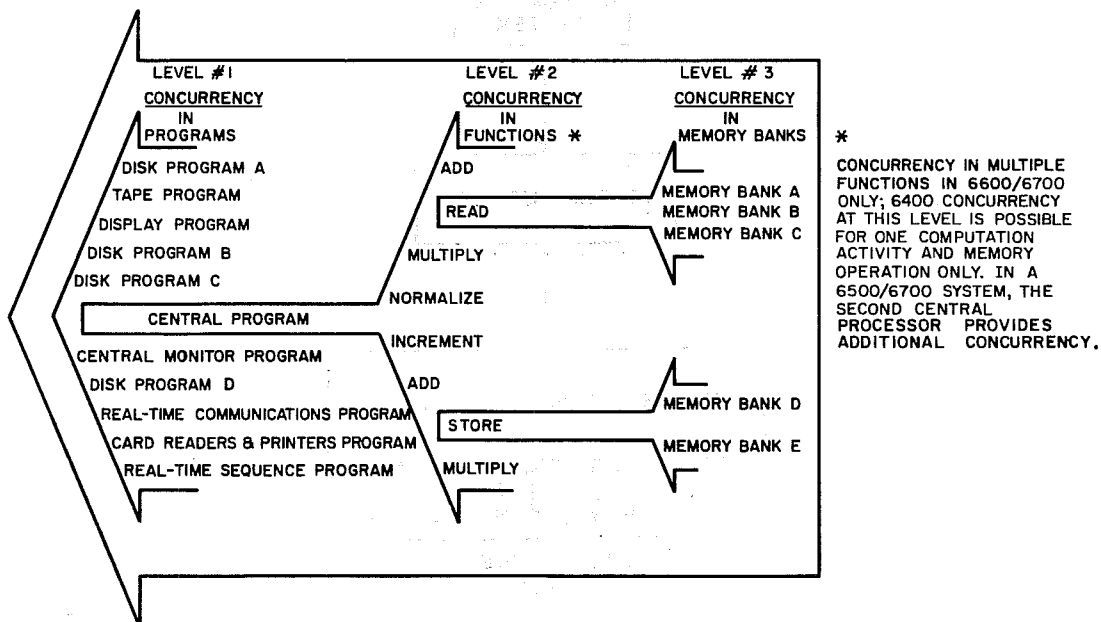 LEVEL #1
CONCURRENCY
IN
PROGRAMS
DISK PROGRAM A
TAPE PROGRAM
DISPLAY PROGRAM
DISK PROGRAM B
DISK PROGRAM C
CENTRAL PROGRAM
CENTRAL MONITOR PROGRAM
DISK PROGRAM D
REAL-TIME COMMUNICATIONS PROGRAM
CARD READERS & PRINTERS PROGRAM
REAL-TIME SEQUENCE PROGRAM
LEVEL #2
CONCURRENCY
IN
FUNCTIONS *
ADD
READ
MULTIPLY
NORMALIZE
INCREMENT
ADD
STORE
MULTIPLY
LEVEL #3
CONCURRENCY
IN
MEMORY BANKS
MEMORY BANK A
MEMORY BANK B
MEMORY BANK C
MEMORY BANK D
MEMORY BANK E
*
CONCURRENCY IN MULTIPLE
FUNCTIONS IN 6600/6700
ONLY; 6400 CONCURRENCY
AT THIS LEVEL IS POSSIBLE
FOR ONE COMPUTATION
ACTIVITY AND MEMORY
OPERATION ONLY. IN A
6500/6700 SYSTEM, THE
SECOND CENTRAL
PROCESSOR PROVIDES
ADDITIONAL CONCURRENCY.